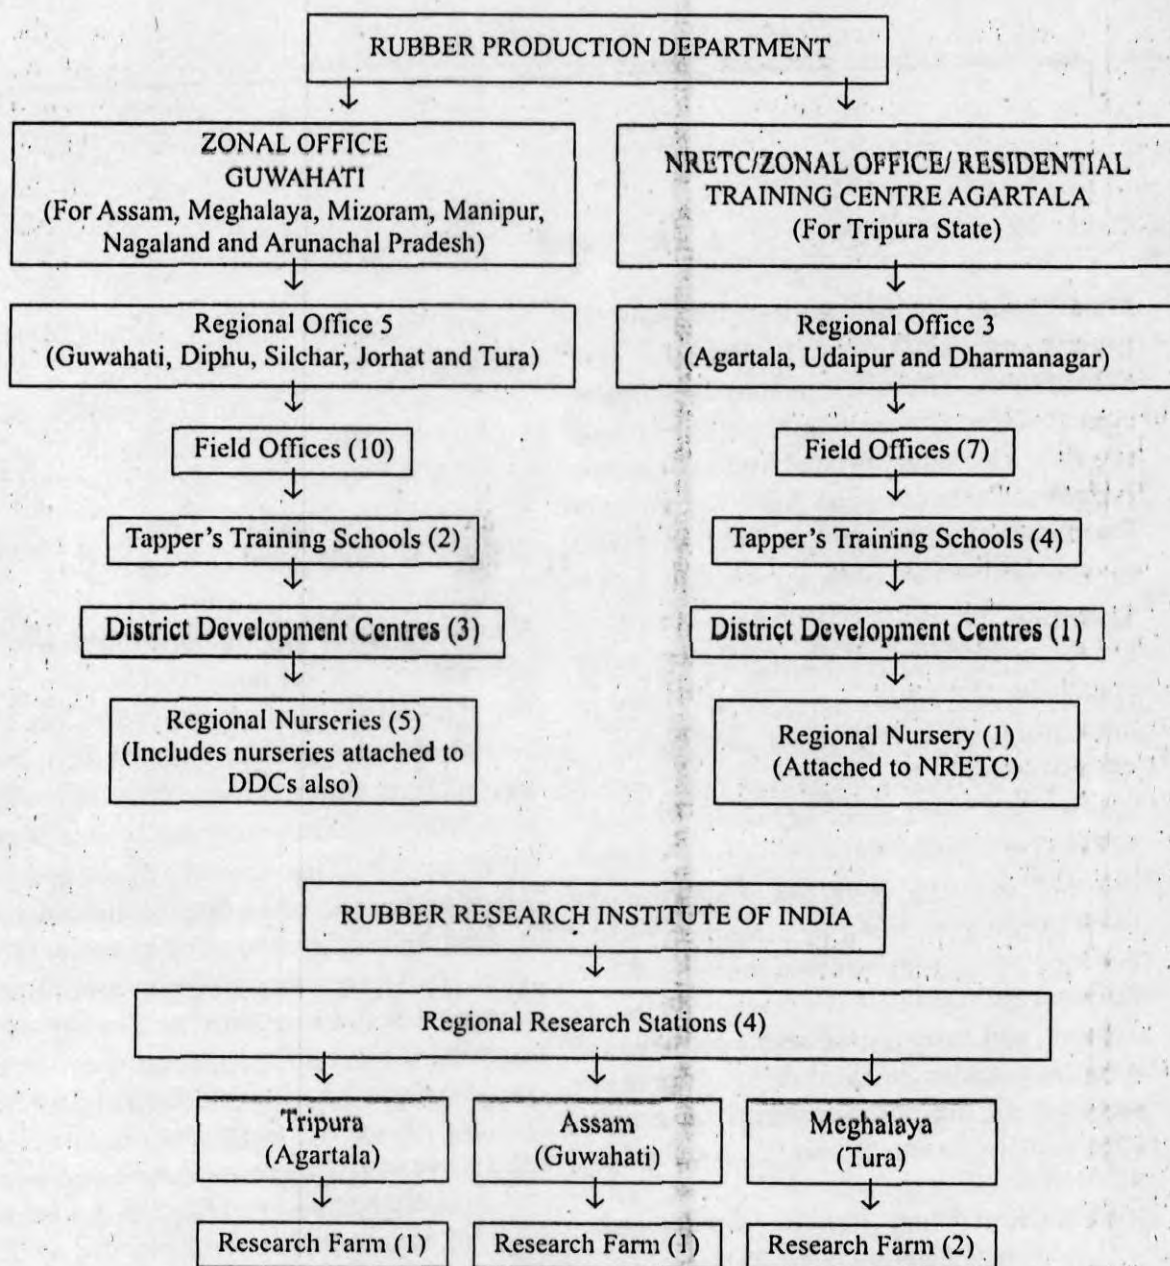 RUBBER PRODUCTION DEPARTMENT
ZONAL OFFICE
GUWAHATI
(For Assam, Meghalaya, Mizoram, Manipur,
Nagaland and Arunachal Pradesh)
NRETC/ZONAL OFFICE/ RESIDENTIAL
TRAINING CENTRE AGARTALA
(For Tripura State)
Regional Office 5
(Guwahati, Diphu, Silchar, Jorhat and Tura)
Regional Office 3
(Agartala, Udaipur and Dharmanagar)
Field Offices (10)
Field Offices (7)
Tapper's Training Schools (2)
Tapper's Training Schools (4)
District Development Centres (3)
District Development Centres (1)
Regional Nurseries (5)
(Includes nurseries attached to
DDCs also)
Regional Nursery (1)
(Attached to NRETC)
RUBBER RESEARCH INSTITUTE OF INDIA
Regional Research Stations (4)
Tripura
(Agartala)
Assam
(Guwahati)
Meghalaya
(Tura)
Research Farm (1)
Research Farm (1)
Research Farm (2)